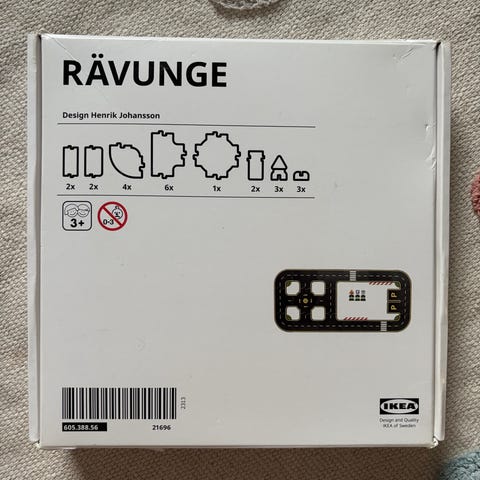 RÄVUNGE
Design Henrik Johansson
2x 2x 4x 6x 1x 2x 3x 3x
3+ 0-3
P
P
2313
605.388.56 21696
IKEA
Design and Quality
IKEA of Sweden